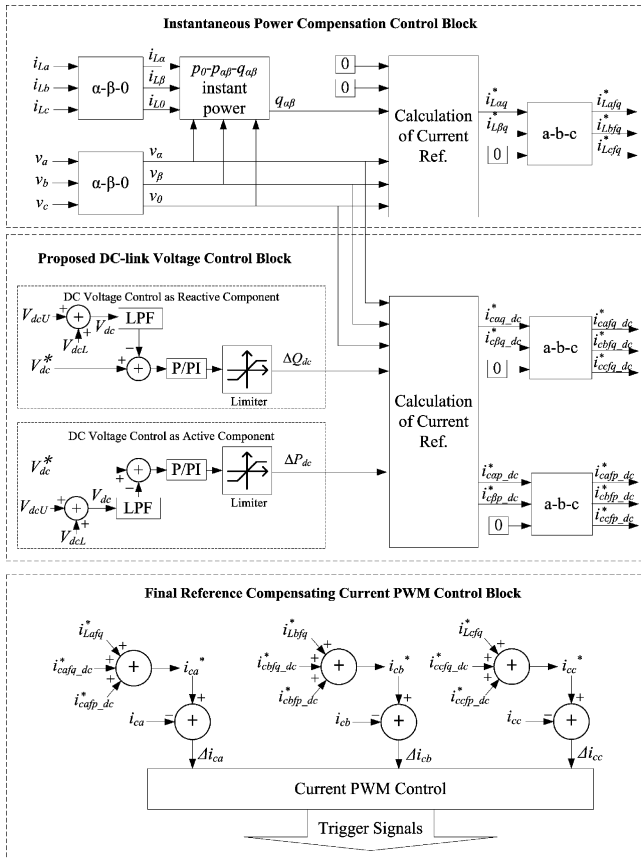 Instantaneous Power Compensation Control Block
i_La
i_Lb
i_Lc
α-β-0
i_Lα
i_Lβ
i_L0
p_0-p_αβ-q_αβ
instant
power
q_αβ
0
0
Calculation
of Current
Ref.
i*_Lαq
i*_Lβq
0
a-b-c
i*_Lafq
i*_Lbfq
i*_Lcfq
v_a
v_b
v_c
α-β-0
v_α
v_β
v_0
Proposed DC-link Voltage Control Block
DC Voltage Control as Reactive Component
V_dcU
+
+
+
V_dcL
V_dc
LPF
V_dc*
+
−
+
P/PI
Limiter
ΔQ_dc
DC Voltage Control as Active Component
V_dc*
+
−
+
P/PI
Limiter
ΔP_dc
V_dcU
+
+
+
V_dcL
V_dc
LPF
Calculation
of Current
Ref.
i*_cαq_dc
i*_cβq_dc
0
a-b-c
i*_cafq_dc
i*_cbfq_dc
i*_ccfq_dc
i*_cαp_dc
i*_cβp_dc
0
a-b-c
i*_cafp_dc
i*_cbfp_dc
i*_ccfp_dc
Final Reference Compensating Current PWM Control Block
i*_Lafq
i*_cafq_dc
i*_cafp_dc
+
+
+
+
i_ca*
i_ca
+
−
+
Δi_ca
i*_Lbfq
i*_cbfq_dc
i*_cbfp_dc
+
+
+
+
i_cb*
i_cb
+
−
+
Δi_cb
i*_Lcfq
i*_ccfq_dc
i*_ccfp_dc
+
+
+
+
i_cc*
i_cc
+
−
+
Δi_cc
Current PWM Control
Trigger Signals